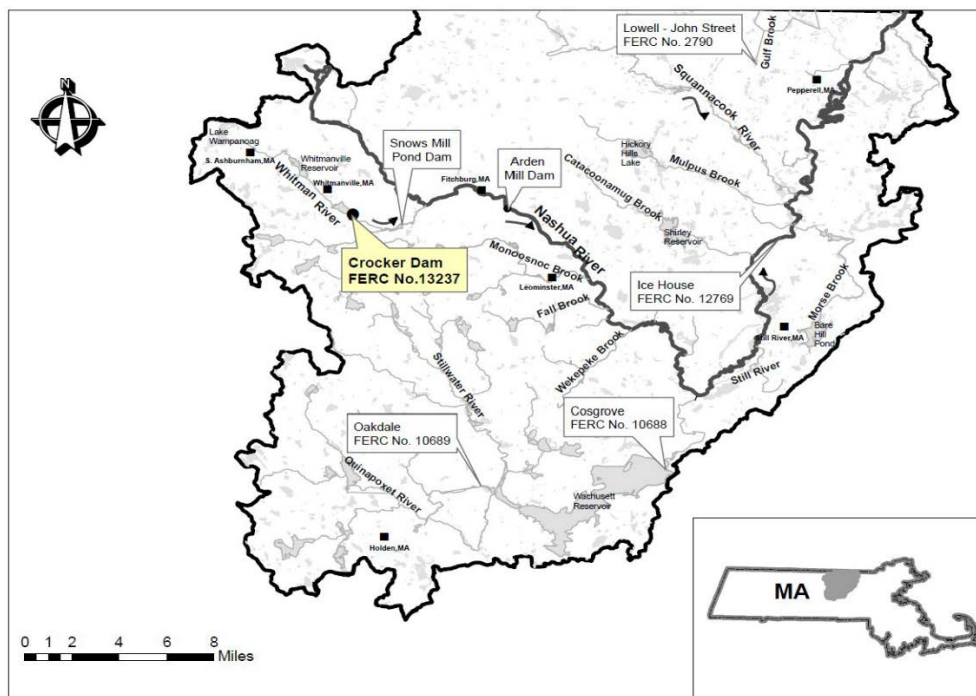 Lowell - John Street
FERC No. 2790
Gulf Brook
Pepperell,MA
Squannacook River
N
Lake
Wampanoag
S. Ashburnham,MA
Whitmanville
Reservoir
Whitmanville,MA
Whitman River
Snows Mill
Pond Dam
Fitchburg,MA
Arden
Mill Dam
Hickory
Hills
Lake
Mulpus Brook
Catacoonamug Brook
Shirley
Reservoir
Nashua River
Crocker Dam
FERC No.13237
Monoosnoc Brook
Leominster,MA
Fall Brook
Ice House
FERC No. 12769
Morse Brook
Still River,MA
Bare
Hill
Pond
Still River
Wekepeke Brook
Stillwater River
Cosgrove
FERC No. 10688
Oakdale
FERC No. 10689
Quinapoxet River
Wachusett
Reservoir
Holden,MA
MA
0 1 2 4 6 8
Miles